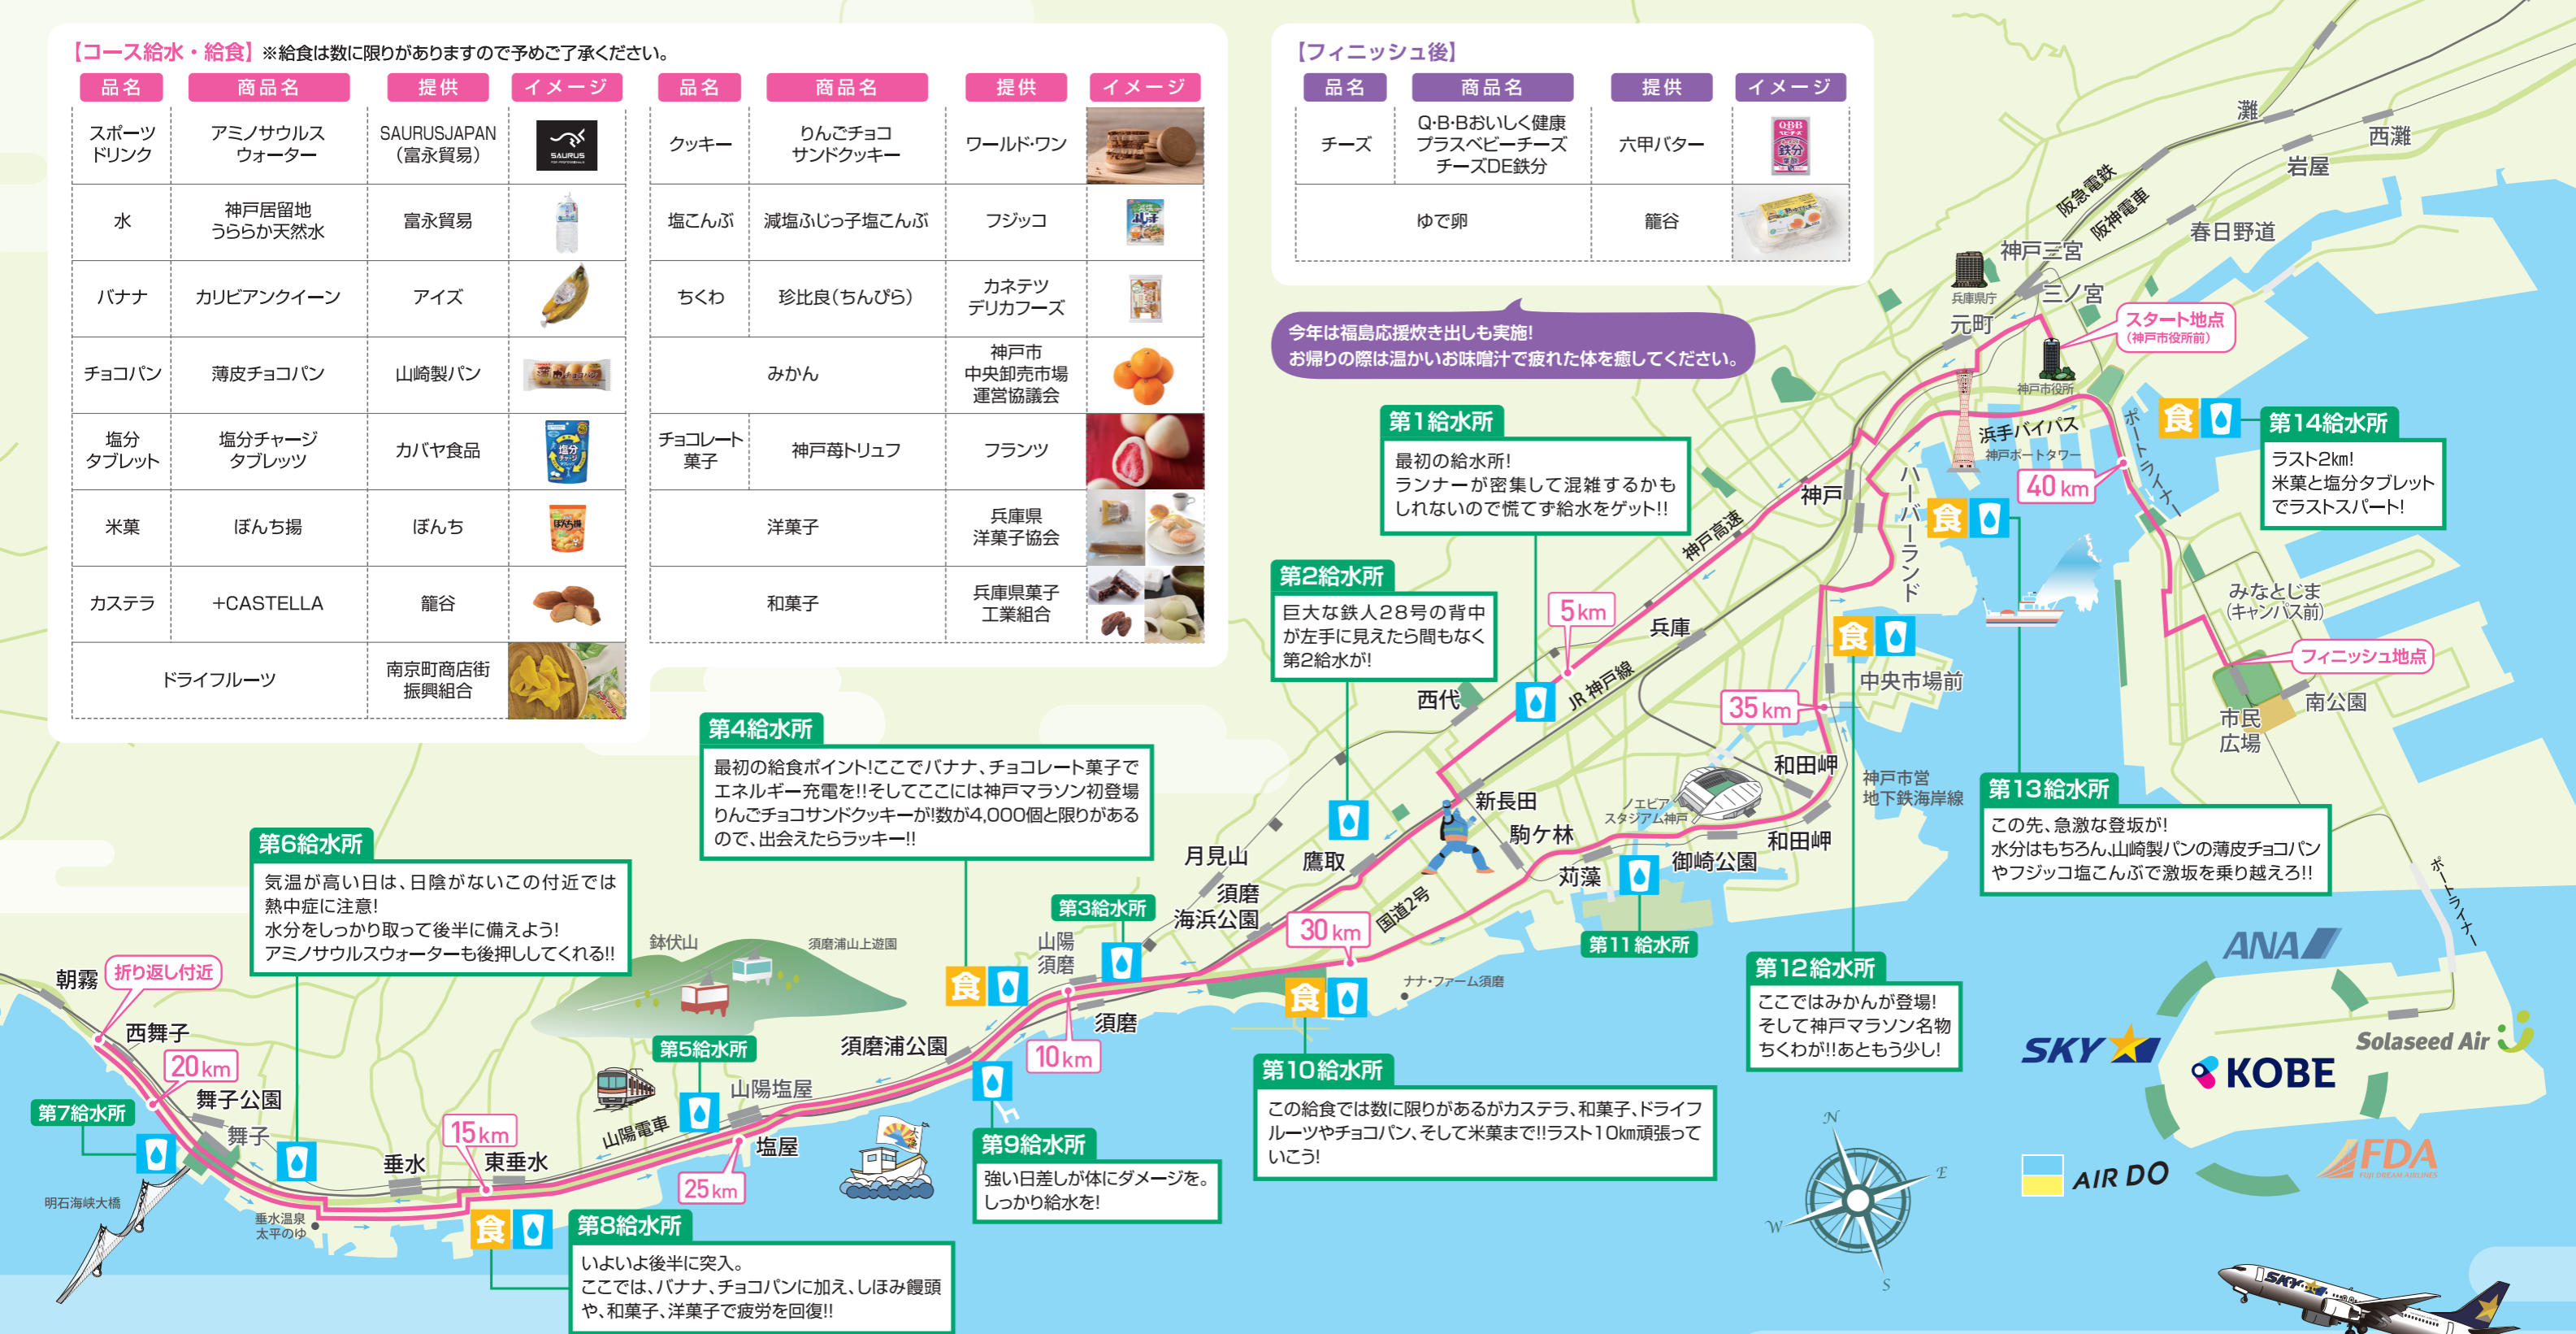 【コース給水・給食】 ※給食は数に限りがありますので予めご了承ください。
品名 商品名 提供 イメージ
スポーツ
ドリンク
アミノサウルス
ウォーター
SAURUSJAPAN
（富永貿易）
SAURUS
水
神戸居留地
うららか天然水
富永貿易
バナナ カリビアンクイーン アイズ
チョコパン 薄皮チョコパン 山崎製パン
塩分
タブレット
塩分チャージ
タブレッツ
カバヤ食品
米菓 ぼんち揚 ぼんち
カステラ +CASTELLA 籠谷
ドライフルーツ
南京町商店街
振興組合
品名 商品名 提供 イメージ
クッキー
りんごチョコ
サンドクッキー
ワールド・ワン
塩こんぶ 減塩ふじっ子塩こんぶ フジッコ
ちくわ 珍比良（ちんぴら）
カネテツ
デリカフーズ
みかん
神戸市
中央卸売市場
運営協議会
チョコレート
菓子
神戸苺トリュフ フランツ
洋菓子
兵庫県
洋菓子協会
和菓子
兵庫県菓子
工業組合
【フィニッシュ後】
品名 商品名 提供 イメージ
チーズ
Q・B・Bおいしく健康
プラスベビーチーズ
チーズDE鉄分
六甲バター
QBB
鉄分
ゆで卵 籠谷
今年は福島応援炊き出しも実施！
お帰りの際は温かいお味噌汁で疲れた体を癒してください。
灘
西灘
岩屋
阪急電鉄
阪神電車
春日野道
神戸三宮
兵庫県庁
三ノ宮
元町
スタート地点
（神戸市役所前）
神戸市役所
浜手バイパス
神戸ポートタワー
ポートライナー
40km
食
第14給水所
ラスト2㎞！
米菓と塩分タブレット
でラストスパート！
第1給水所
最初の給水所！
ランナーが密集して混雑するかも
しれないので慌てず給水をゲット！！
神戸
ハーバーランド
食
神戸高速
第2給水所
巨大な鉄人28号の背中
が左手に見えたら間もなく
第2給水が！
5km
兵庫
JR 神戸線
西代
食
中央市場前
みなとじま
（キャンパス前）
フィニッシュ地点
南公園
市民
広場
35km
和田岬
神戸市営
地下鉄海岸線
ノエビア
スタジアム神戸
新長田
駒ケ林
和田岬
御崎公園
苅藻
第11給水所
鷹取
月見山
須磨
海浜公園
国道2号
30km
ナナ・ファーム須磨
第4給水所
最初の給食ポイント！ここでバナナ、チョコレート菓子で
エネルギー充電を！！そしてここには神戸マラソン初登場
りんごチョコサンドクッキーが！数が4,000個と限りがある
ので、出会えたらラッキー！！
第3給水所
山陽
須磨
食
須磨
10km
第6給水所
気温が高い日は、日陰がないこの付近では
熱中症に注意！
水分をしっかり取って後半に備えよう！
アミノサウルスウォーターも後押ししてくれる！！
鉢伏山
須磨浦山上遊園
須磨浦公園
第5給水所
山陽塩屋
山陽電車
塩屋
25km
朝霧
折り返し付近
西舞子
20km
舞子公園
舞子
第7給水所
明石海峡大橋
垂水温泉
太平のゆ
垂水
15km
東垂水
食
第8給水所
いよいよ後半に突入。
ここでは、バナナ、チョコパンに加え、しほみ饅頭
や、和菓子、洋菓子で疲労を回復！！
第9給水所
強い日差しが体にダメージを。
しっかり給水を！
食
第10給水所
この給食では数に限りがあるがカステラ、和菓子、ドライフ
ルーツやチョコパン、そして米菓まで！！ラスト10㎞頑張って
いこう！
第12給水所
ここではみかんが登場！
そして神戸マラソン名物
ちくわが！！あともう少し！
第13給水所
この先、急激な登坂が！
水分はもちろん、山崎製パンの薄皮チョコパン
やフジッコ塩こんぶで激坂を乗り越えろ！！
ポートライナー
ANA
SKY
Solaseed Air
KOBE
AIR DO
FDA
FUJI DREAM AIRLINES
N
E
W
S
SKY